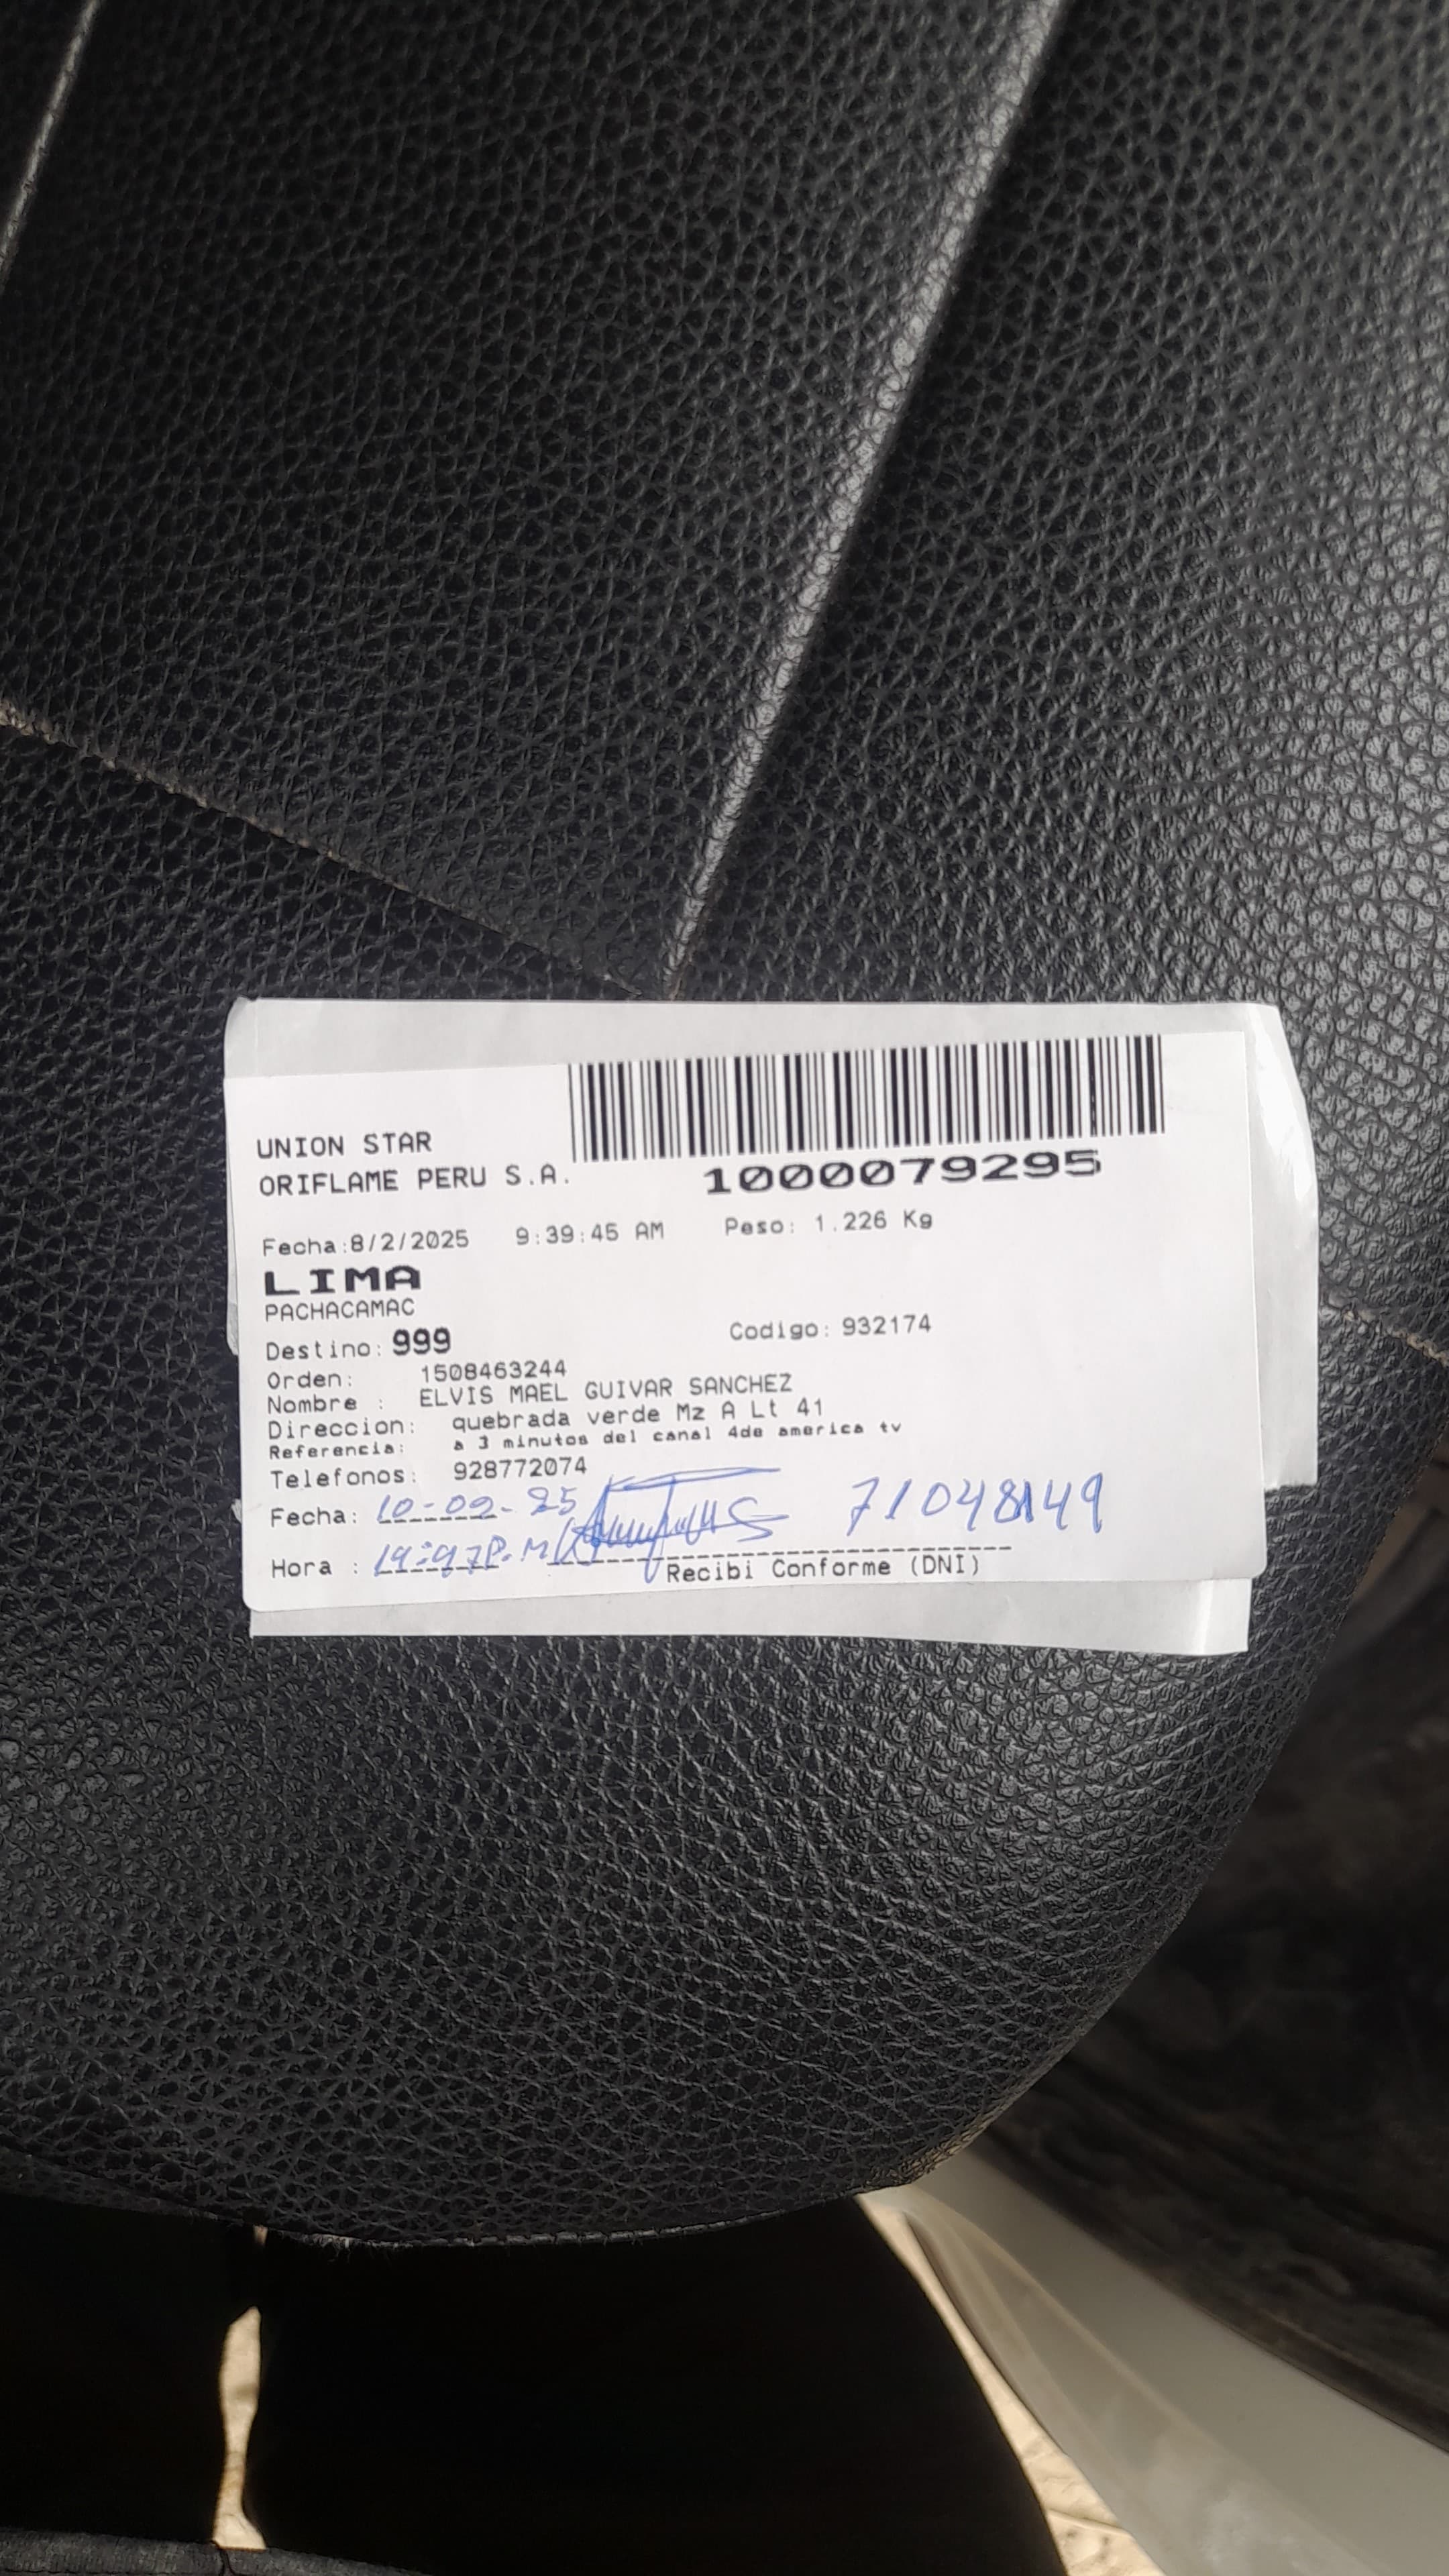 UNION STAR
ORIFLAME PERU S.A.
1000079295
Fecha:8/2/2025 9:39:45 AM Peso: 1.226 Kg
LIMA
PACHACAMAC
Destino: 999 Codigo: 932174
Orden: 1508463244
Nombre : ELVIS MAEL GUIVAR SANCHEZ
Direccion: quebrada verde Mz A Lt 41
Referencia: a 3 minutos del canal 4de america tv
Telefonos: 928772074
Fecha: 10-02-25 71048149
Hora : P.M
Recibi Conforme (DNI)